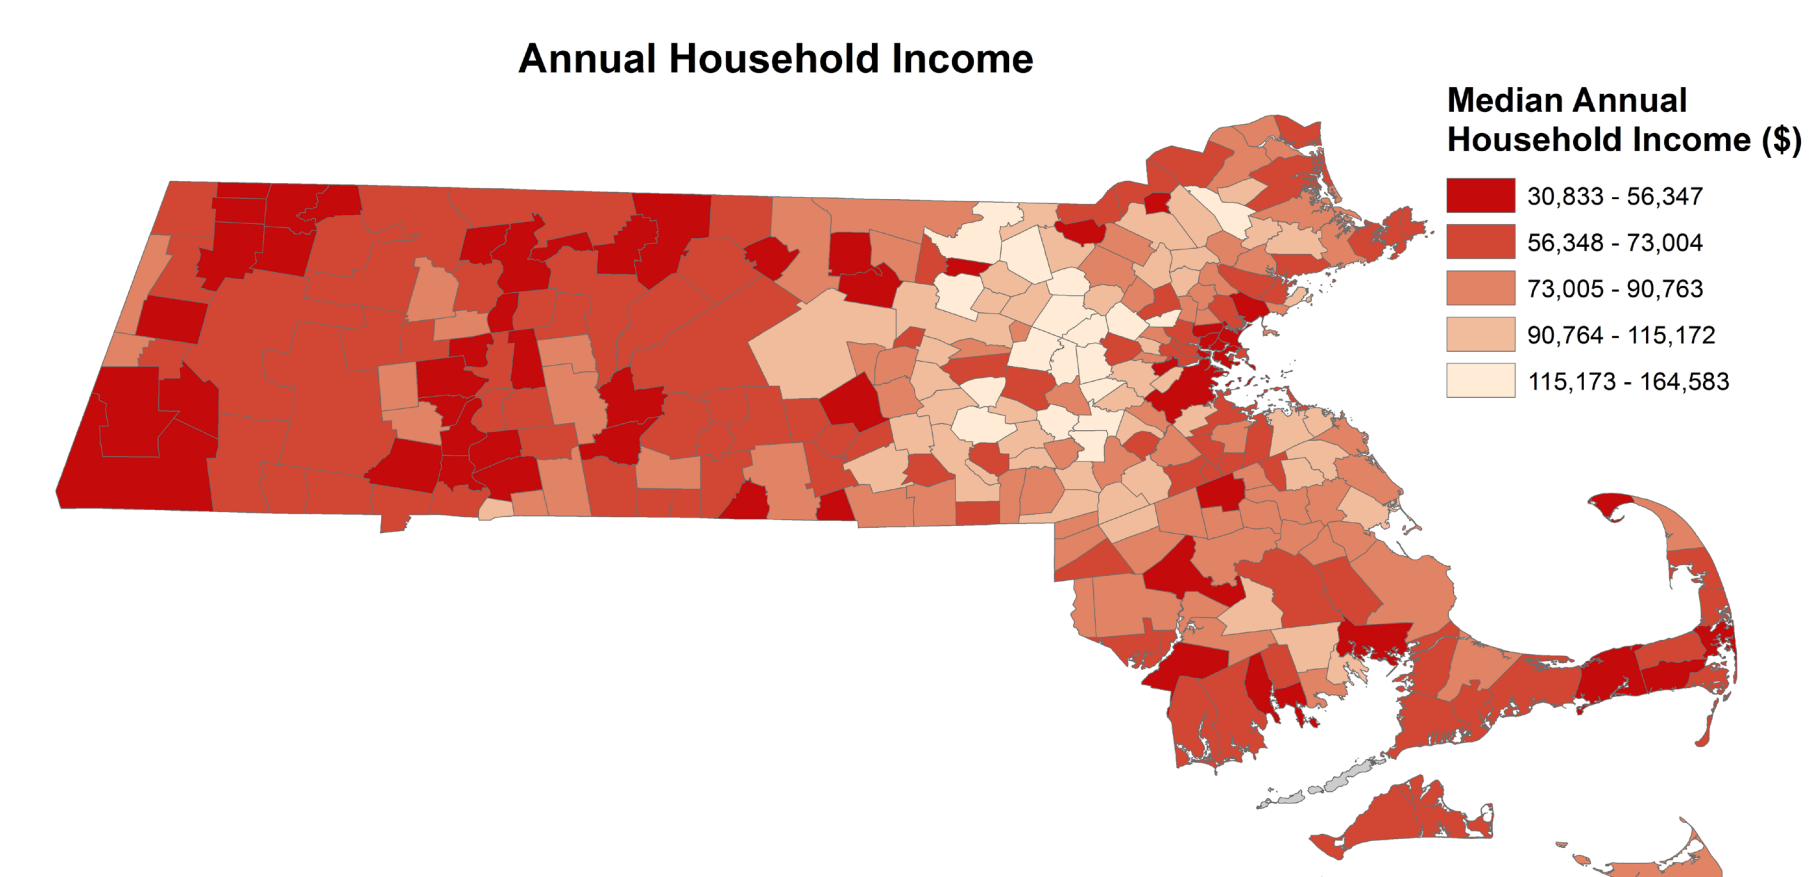 Annual Household Income
Median Annual
Household Income ($)
30,833 - 56,347
56,348 - 73,004
73,005 - 90,763
90,764 - 115,172
115,173 - 164,583